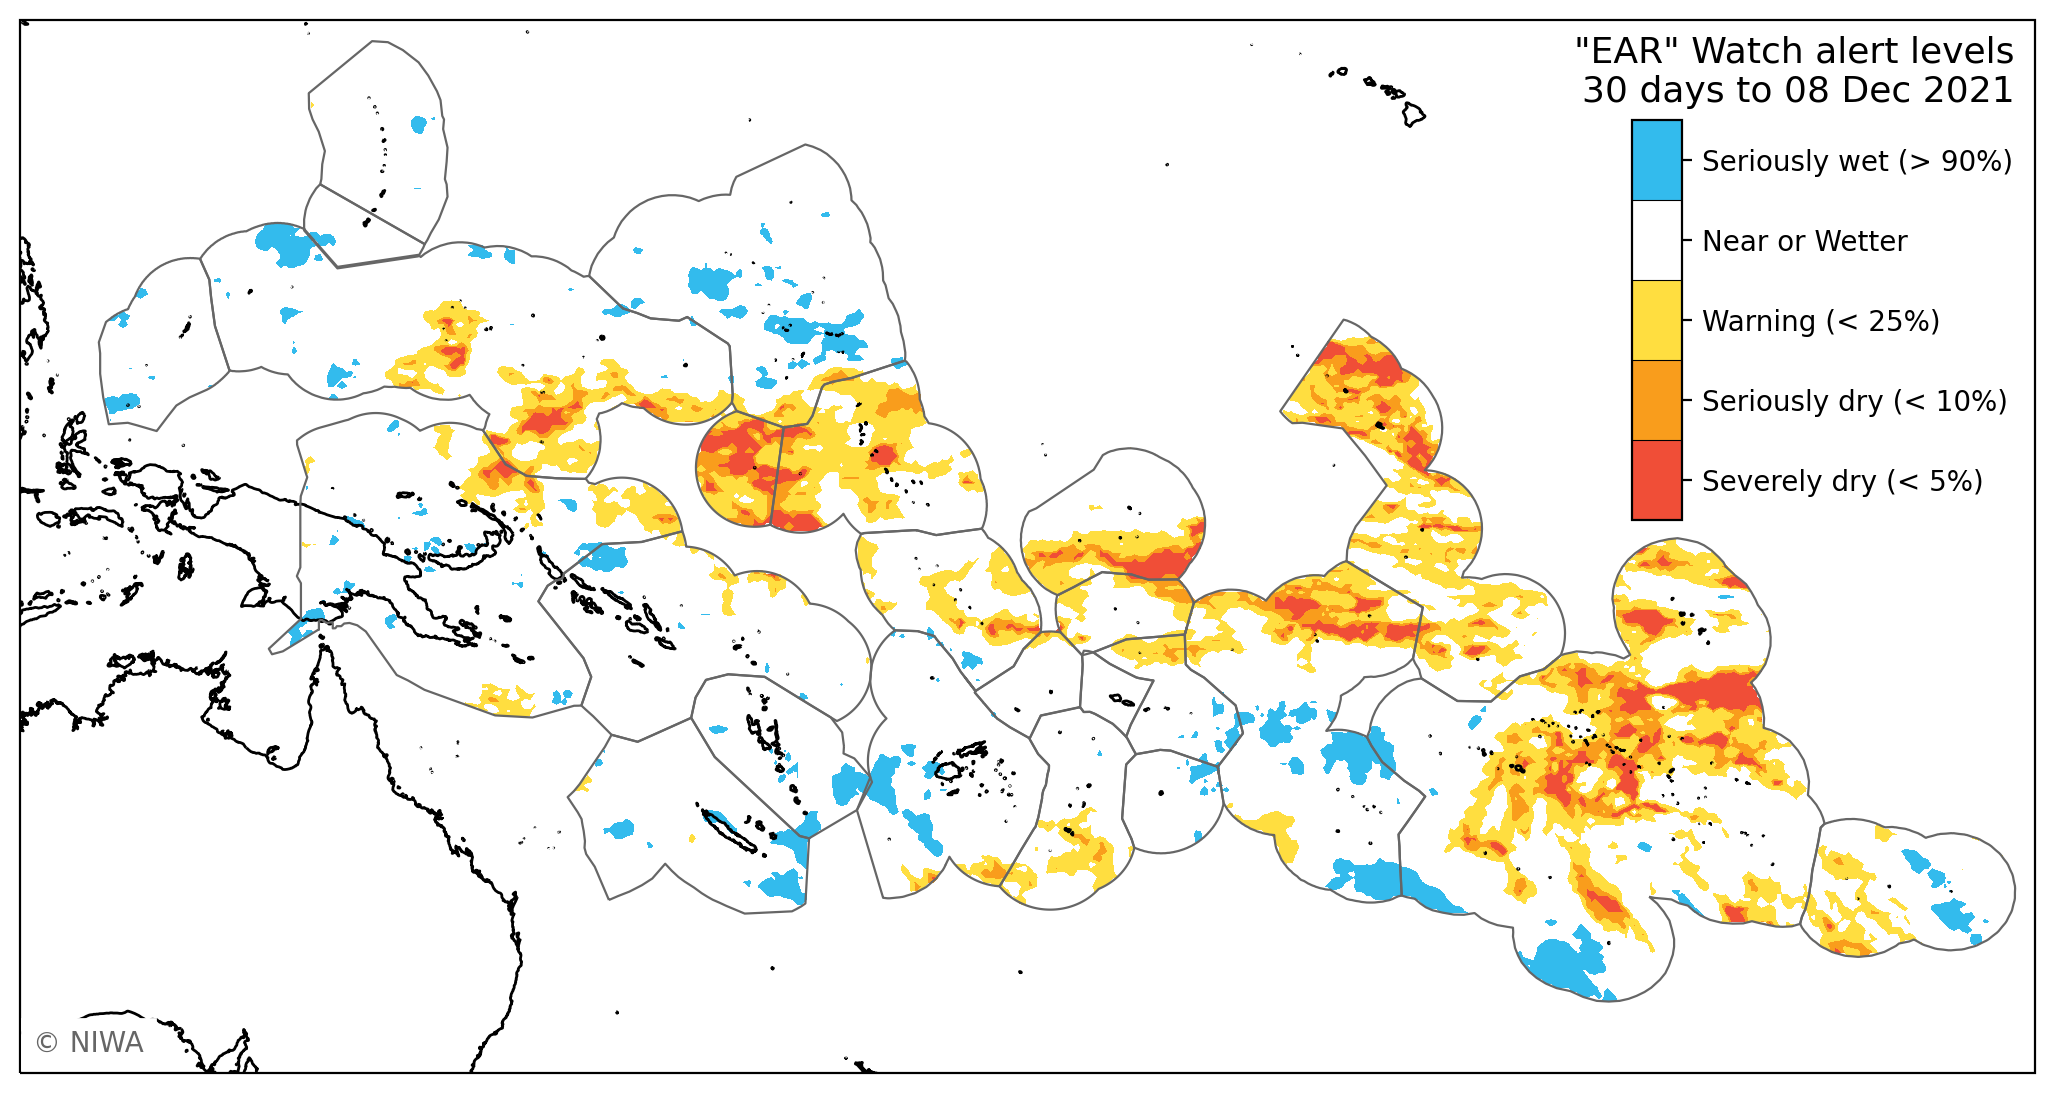 "EAR" Watch alert levels
30 days to 08 Dec 2021
Seriously wet (> 90%)
Near or Wetter
Warning (< 25%)
Seriously dry (< 10%)
Severely dry (< 5%)
© NIWA